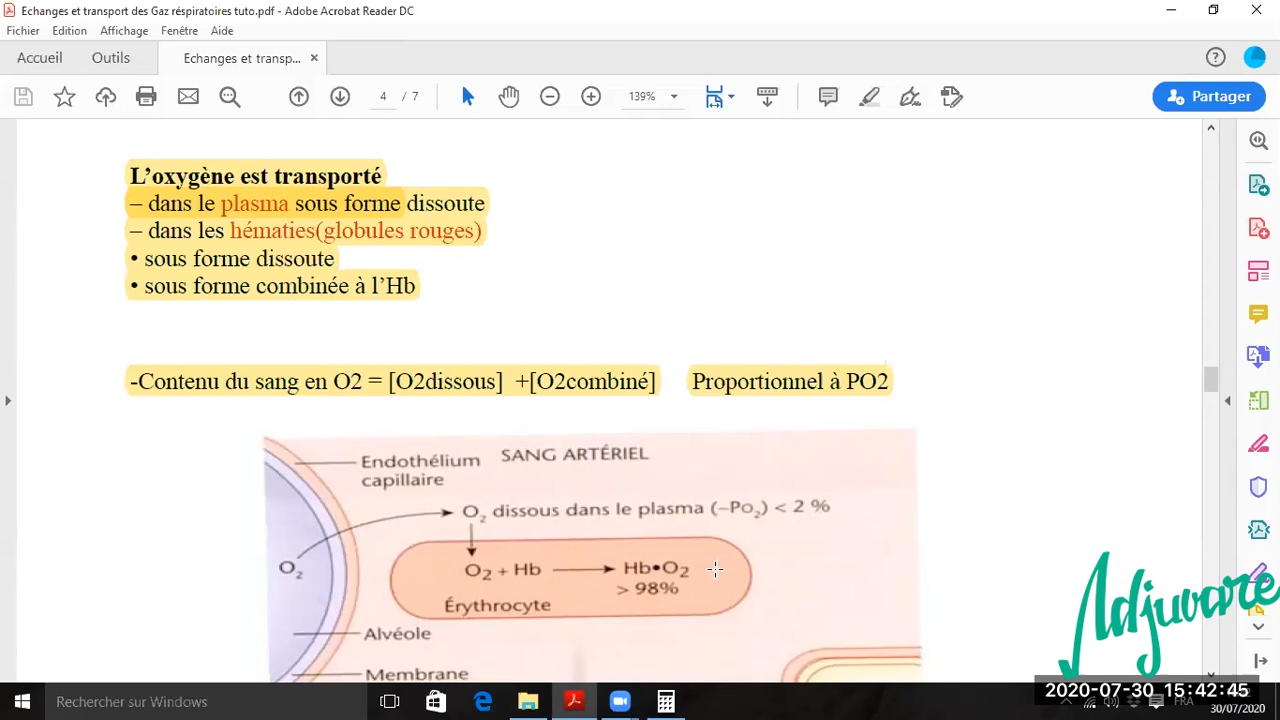 Echanges et transport des Gaz réspiratoires tuto.pdf - Adobe Acrobat Reader DC
Fichier Edition Affichage Fenêtre Aide
Accueil Outils Echanges et transp... ×
4 / 7 139% Partager
L'oxygène est transporté
– dans le plasma sous forme dissoute
– dans les hématies(globules rouges)
• sous forme dissoute
• sous forme combinée à l'Hb
-Contenu du sang en O2 = [O2dissous] +[O2combiné] Proportionnel à PO2
SANG ARTÉRIEL
Endothélium
capillaire
O₂ dissous dans le plasma (~Po₂) < 2 %
O₂
O₂ + Hb → Hb•O₂
> 98%
Érythrocyte
Alvéole
Membrane
Adjuvare
2020-07-30 15:42:45
Rechercher sur Windows
FRA
30/07/2020